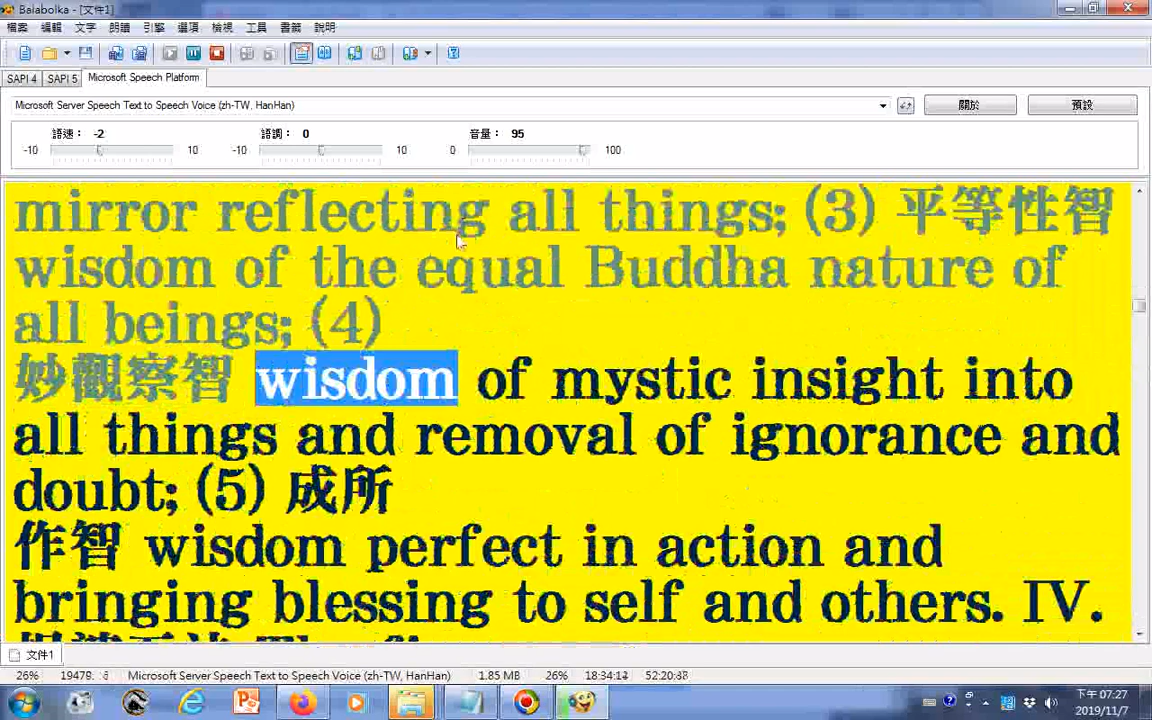 Balabolka - [文件1]
檔案 編輯 文字 朗讀 引擎 選項 檢視 工具 書籤 說明
SAPI 4 SAPI 5 Microsoft Speech Platform
Microsoft Server Speech Text to Speech Voice (zh-TW, HanHan) 關於 預設
語速： -2 語調： 0 音量： 95
-10 10 -10 10 0 100
mirror reflecting all things; (3) 平等性智
wisdom of the equal Buddha nature of
all beings; (4)
妙觀察智 wisdom of mystic insight into
all things and removal of ignorance and
doubt; (5) 成所
作智 wisdom perfect in action and
bringing blessing to self and others. IV.
文件1
26% Microsoft Server Speech Text to Speech Voice (zh-TW, HanHan) 1.85 MB 26%
下午 07:27
2019/11/7